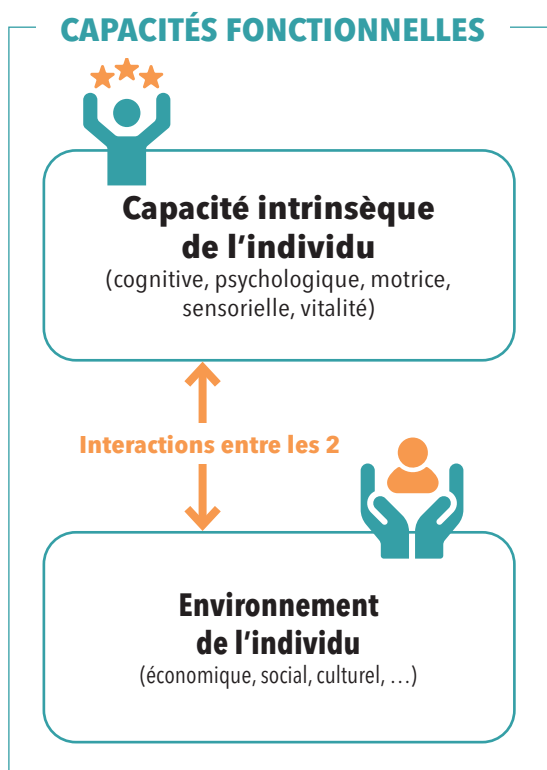 CAPACITÉS FONCTIONNELLES
Capacité intrinsèque
de l’individu
(cognitive, psychologique, motrice,
sensorielle, vitalité)
Interactions entre les 2
Environnement
de l’individu
(économique, social, culturel, …)